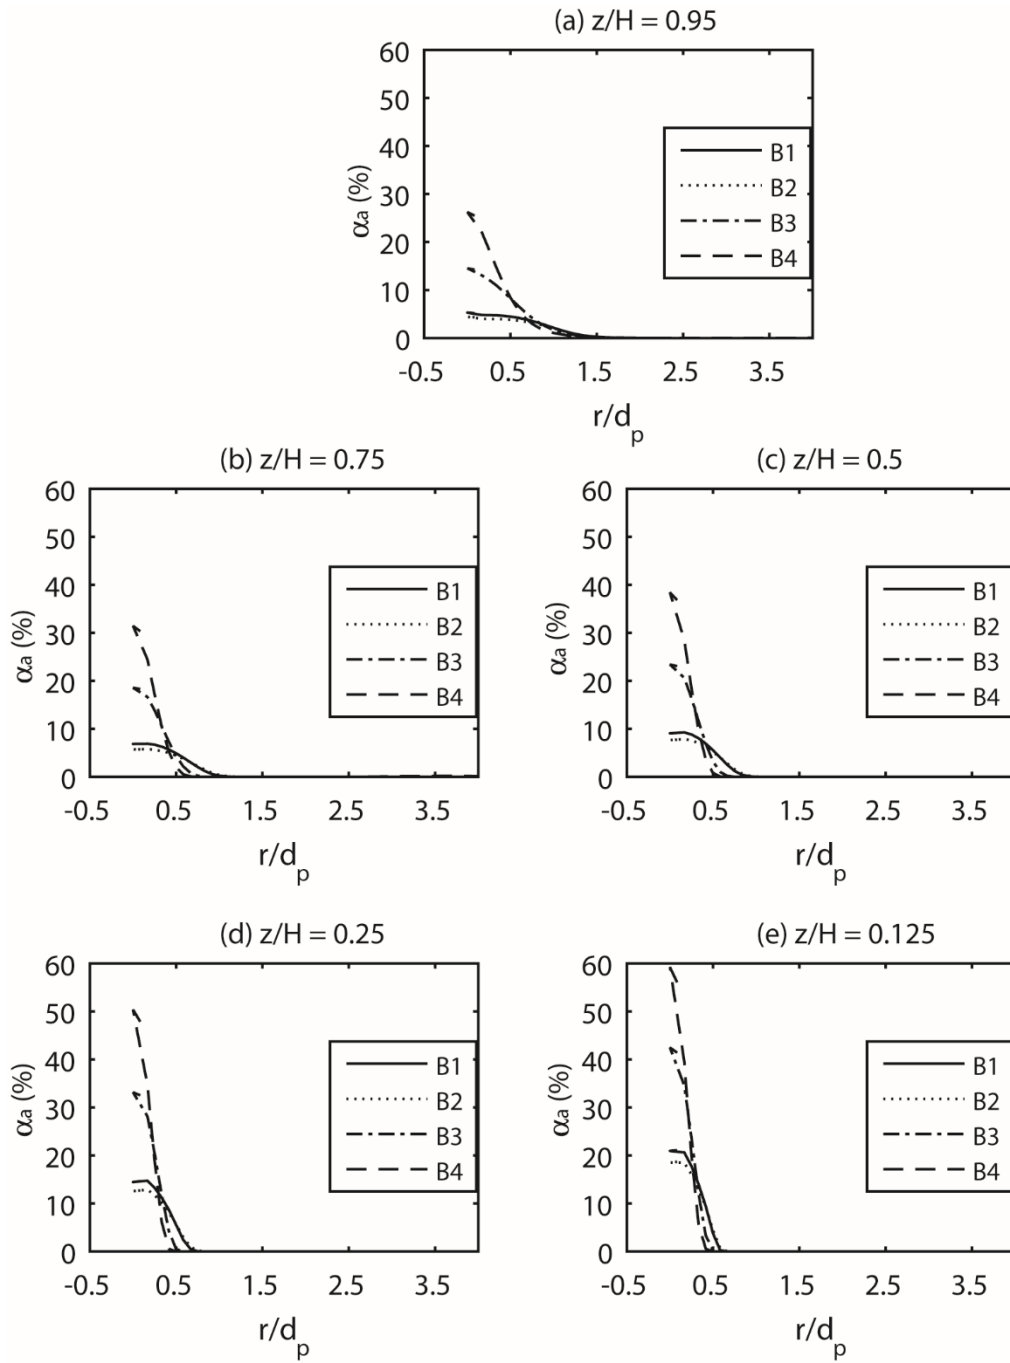 (a) z/H = 0.95
60
50
40
30
20
10
0
αa (%)
B1
B2
B3
B4
-0.5 0.5 1.5 2.5 3.5
r/dp
(b) z/H = 0.75
60
50
40
30
20
10
0
αa (%)
B1
B2
B3
B4
-0.5 0.5 1.5 2.5 3.5
r/dp
(c) z/H = 0.5
60
50
40
30
20
10
0
αa (%)
B1
B2
B3
B4
-0.5 0.5 1.5 2.5 3.5
r/dp
(d) z/H = 0.25
60
50
40
30
20
10
0
αa (%)
B1
B2
B3
B4
-0.5 0.5 1.5 2.5 3.5
r/dp
(e) z/H = 0.125
60
50
40
30
20
10
0
αa (%)
B1
B2
B3
B4
-0.5 0.5 1.5 2.5 3.5
r/dp